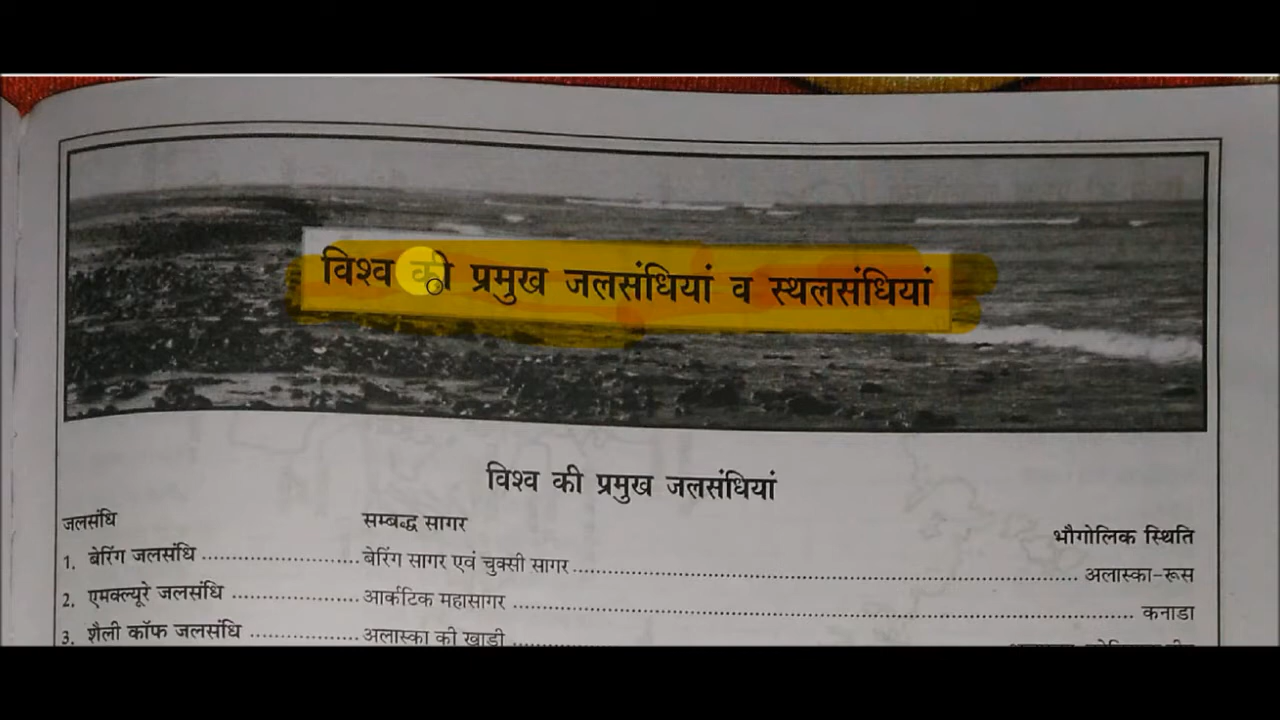 विश्व की प्रमुख जलसंधियां व स्थलसंधियां
विश्व की प्रमुख जलसंधियां
जलसंधि सम्बद्ध सागर भौगोलिक स्थिति
1. बेरिंग जलसंधि .................... बेरिंग सागर एवं चुक्सी सागर .................... अलास्का-रूस
2. एमक्ल्यूरे जलसंधि .................... आर्कटिक महासागर .................... कनाडा
3. शैली कॉफ जलसंधि .................... अलास्का की खाड़ी ....................